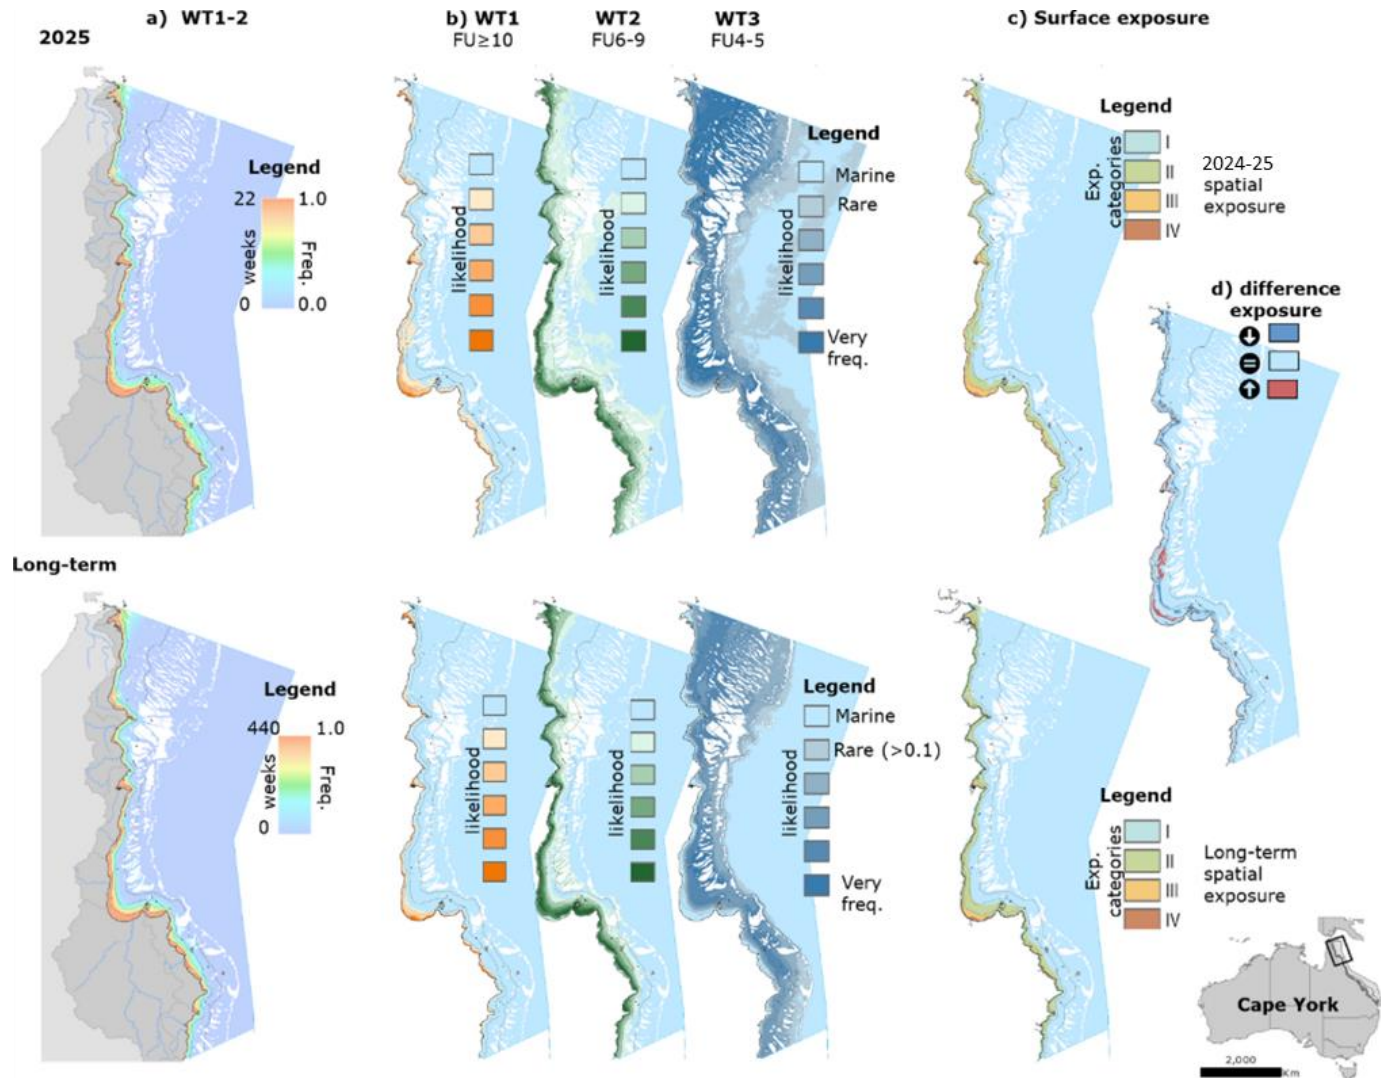 a) WT1-2
b) WT1
FU≥10
WT2
FU6-9
WT3
FU4-5
c) Surface exposure
2025
Legend
22
1.0
weeks
Freq.
0
0.0
likelihood
likelihood
Legend
Marine
Rare
likelihood
Very
freq.
Legend
Exp.
categories
I
II
III
IV
2024-25
spatial
exposure
d) difference
exposure
=
Long-term
Legend
440
1.0
weeks
Freq.
0
0.0
likelihood
likelihood
Legend
Marine
Rare (>0.1)
likelihood
Very
freq.
Legend
Exp.
categories
I
II
III
IV
Long-term
spatial
exposure
Cape York
2,000
Km